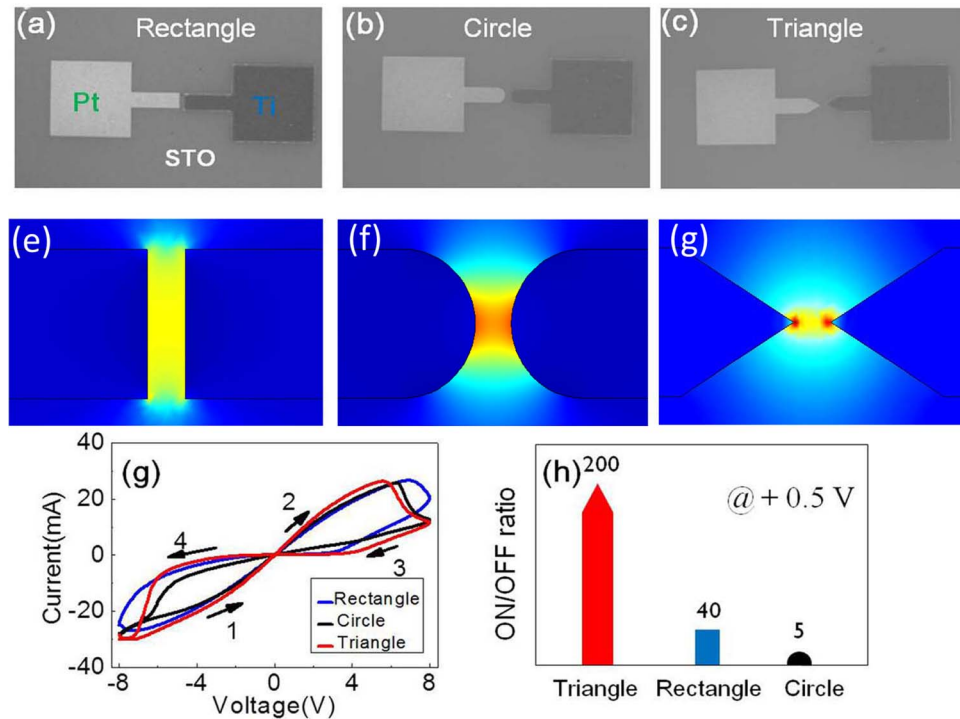 (a) Rectangle
Pt
Ti
STO
(b) Circle
(c) Triangle
(e)
(f)
(g)
(g)
Current(mA)
40
20
0
-20
-40
-8
-4
0
4
8
Voltage(V)
1
2
3
4
Rectangle
Circle
Triangle
(h)
200
@ + 0.5 V
40
5
ON/OFF ratio
Triangle
Rectangle
Circle